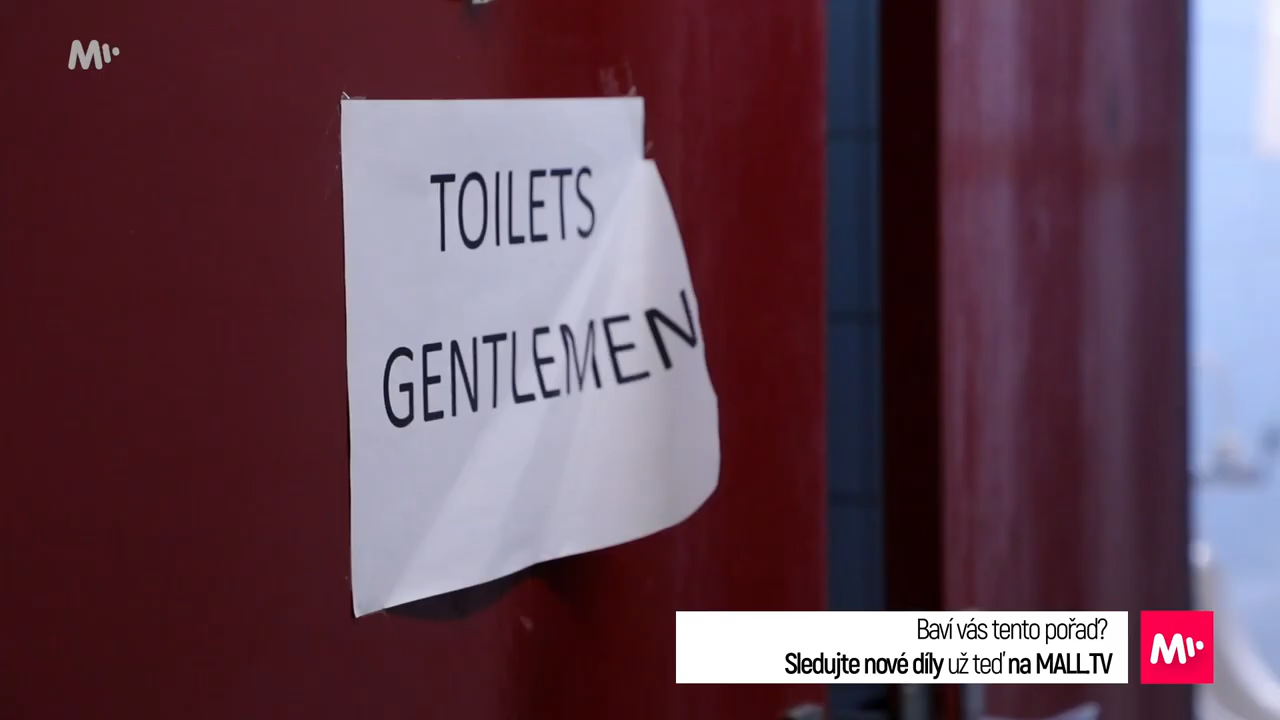 TOILETS
GENTLEMEN
Baví vás tento pořad?
Sledujte nové díly už teď na MALL.TV